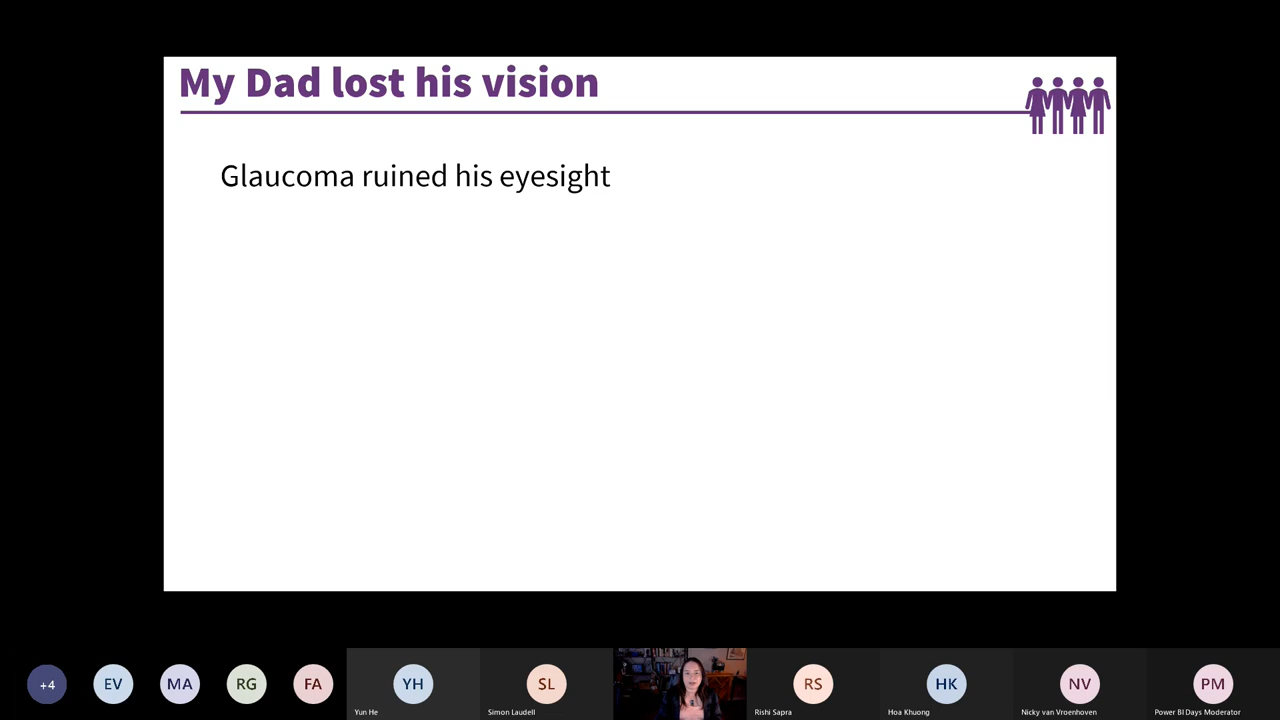 My Dad lost his vision
Glaucoma ruined his eyesight
+4
EV
MA
RG
FA
YH
SL
RS
HK
NV
PM
Yun He
Simon Laudell
Rishi Sapra
Hoa Khuong
Nicky van Vroenhoven
Power BI Days Moderator